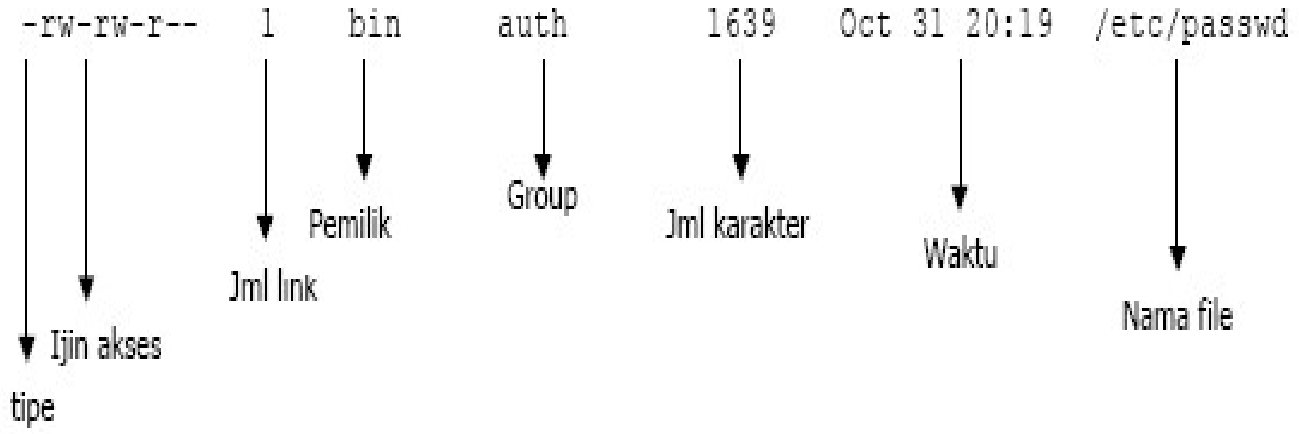 -rw-rw-r-- 1 bin auth 1639 Oct 31 20:19 /etc/passwd
Group
Pemilik
Jml karakter
Waktu
Jml link
Nama file
Ijin akses
tipe